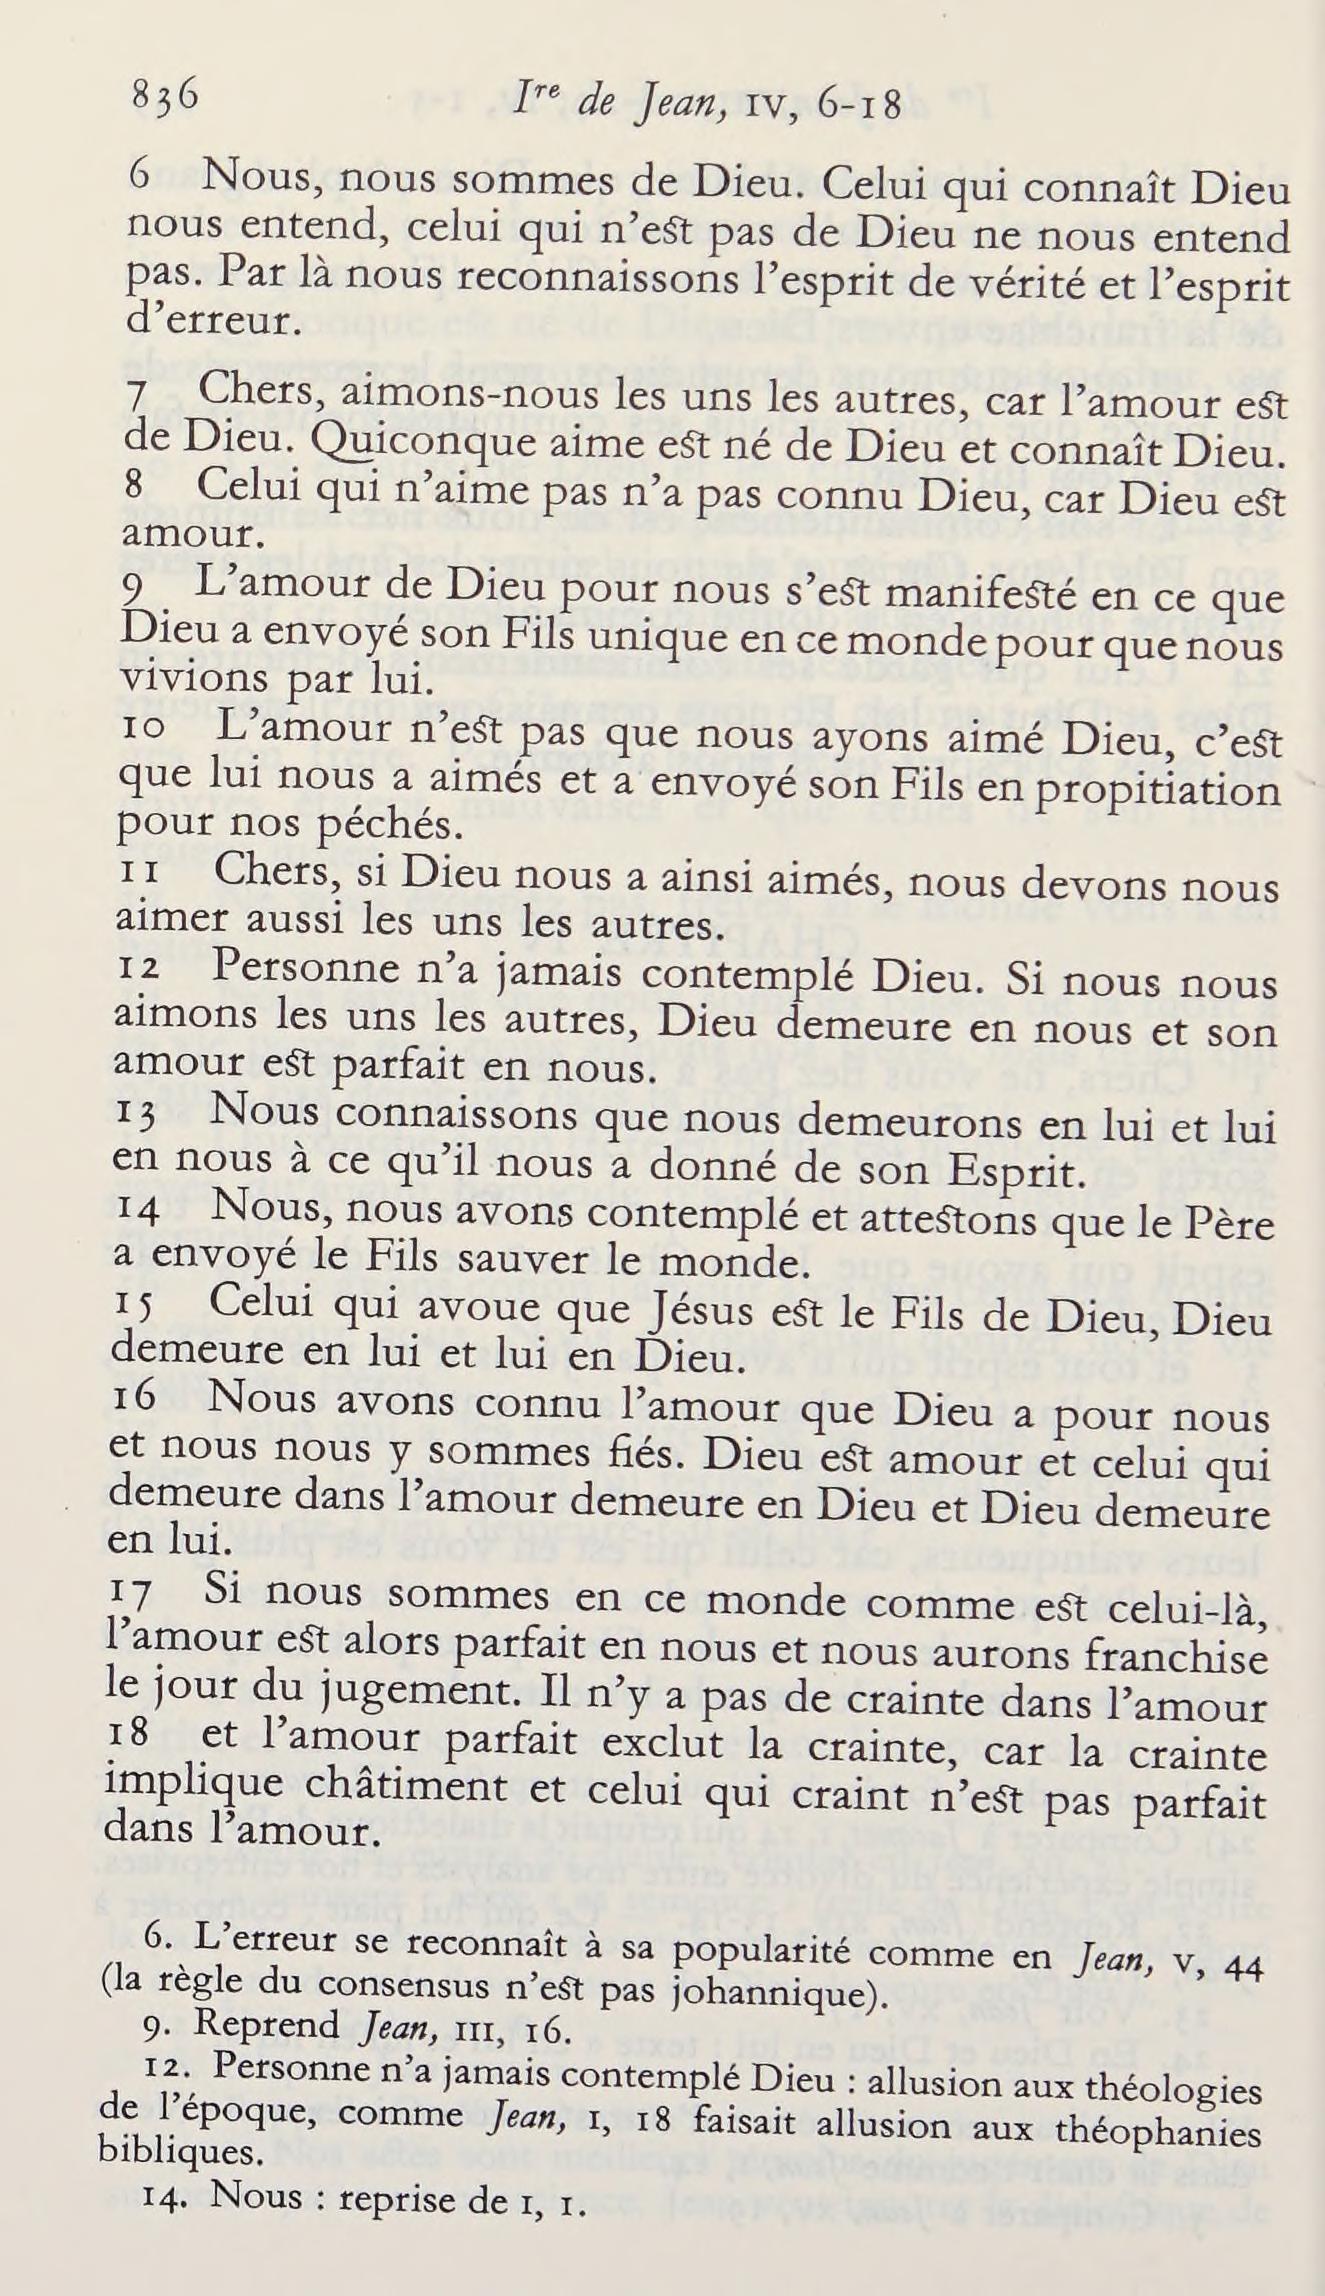 836
Iʳᵉ de Jean, IV, 6-18
6 Nous, nous sommes de Dieu. Celui qui connaît Dieu
nous entend, celui qui n’est pas de Dieu ne nous entend
pas. Par là nous reconnaissons l’esprit de vérité et l’esprit
d’erreur.
7 Chers, aimons-nous les uns les autres, car l’amour est
de Dieu. Quiconque aime est né de Dieu et connaît Dieu.
8 Celui qui n’aime pas n’a pas connu Dieu, car Dieu est
amour.
9 L’amour de Dieu pour nous s’est manifesté en ce que
Dieu a envoyé son Fils unique en ce monde pour que nous
vivions par lui.
10 L’amour n’est pas que nous ayons aimé Dieu, c’est
que lui nous a aimés et a envoyé son Fils en propitiation
pour nos péchés.
11 Chers, si Dieu nous a ainsi aimés, nous devons nous
aimer aussi les uns les autres.
12 Personne n’a jamais contemplé Dieu. Si nous nous
aimons les uns les autres, Dieu demeure en nous et son
amour est parfait en nous.
13 Nous connaissons que nous demeurons en lui et lui
en nous à ce qu’il nous a donné de son Esprit.
14 Nous, nous avons contemplé et attestons que le Père
a envoyé le Fils sauver le monde.
15 Celui qui avoue que Jésus est le Fils de Dieu, Dieu
demeure en lui et lui en Dieu.
16 Nous avons connu l’amour que Dieu a pour nous
et nous nous y sommes fiés. Dieu est amour et celui qui
demeure dans l’amour demeure en Dieu et Dieu demeure
en lui.
17 Si nous sommes en ce monde comme est celui-là,
l’amour est alors parfait en nous et nous aurons franchise
le jour du jugement. Il n’y a pas de crainte dans l’amour
18 et l’amour parfait exclut la crainte, car la crainte
implique châtiment et celui qui craint n’est pas parfait
dans l’amour.
6. L’erreur se reconnaît à sa popularité comme en Jean, V, 44
(la règle du consensus n’est pas johannique).
9. Reprend Jean, III, 16.
12. Personne n’a jamais contemplé Dieu : allusion aux théologies
de l’époque, comme Jean, I, 18 faisait allusion aux théophanies
bibliques.
14. Nous : reprise de I, 1.